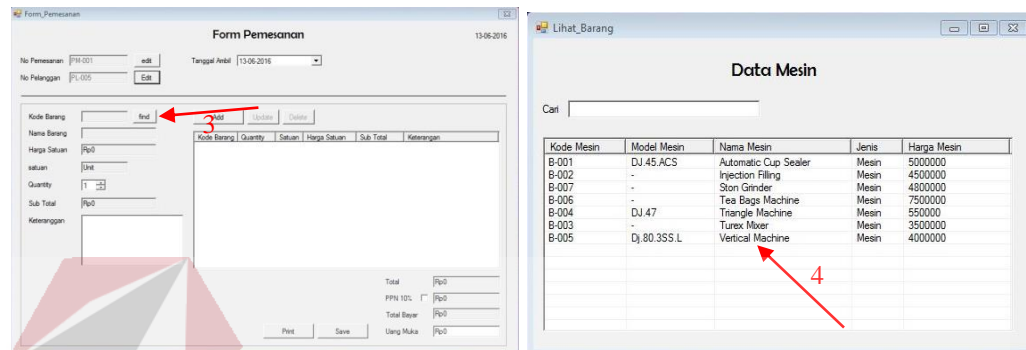 Form_Pemesanan
Form Pemesanan
13-06-2016
No Pemesanan PM-001 edit Tanggal Ambil 13-06-2016
No Pelanggan PL-005 Edit
Kode Barang find Add Update Delete
3
Nama Barang
Harga Satuan Rp0
satuan Unit
Quantity 1
Sub Total Rp0
Keteranggan
Kode Barang Quantity Satuan Harga Satuan Sub Total Keterangan
Total Rp0
PPN 10% Rp0
Total Bayar Rp0
Print Save Uang Muka Rp0
Lihat_Barang
Data Mesin
Cari
Kode Mesin Model Mesin Nama Mesin Jenis Harga Mesin
B-001 DJ.45.ACS Automatic Cup Sealer Mesin 5000000
B-002 - Injection Filling Mesin 4500000
B-007 - Ston Grinder Mesin 4800000
B-006 - Tea Bags Machine Mesin 7500000
B-004 DJ.47 Triangle Machine Mesin 550000
B-003 - Turex Mixer Mesin 3500000
B-005 Dj.80.3SS.L Vertical Machine Mesin 4000000
4